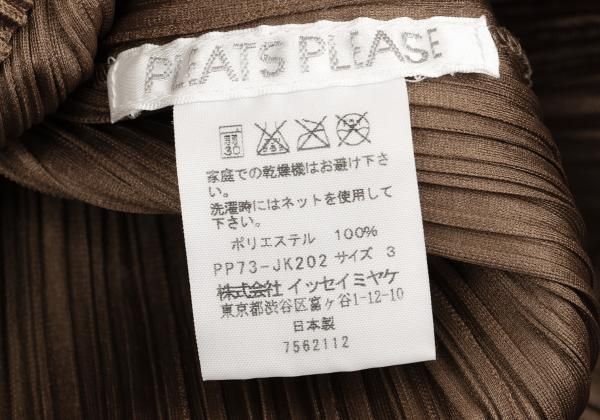 PLEATS PLEASE
家庭での乾燥機はお避け下さ
い。
洗濯時にはネットを使用して
下さい。
ポリエステル 100%
PP73-JK202 サイズ 3
株式会社 イッセイミヤケ
東京都渋谷区富ヶ谷1-12-10
日本製
7562112